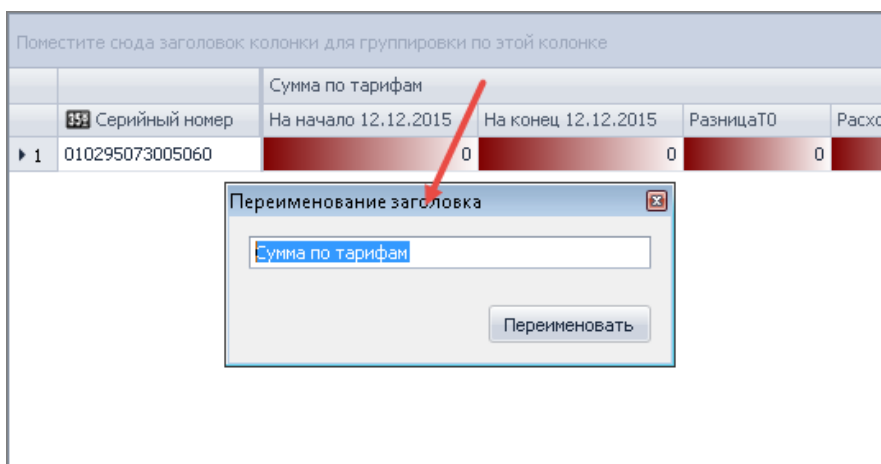 Поместите сюда заголовок колонки для группировки по этой колонке
Сумма по тарифам
Серийный номер На начало 12.12.2015 На конец 12.12.2015 РазницаТ0 Расхо
1 010295073005060 0 0 0
Переименование заголовка
Сумма по тарифам
Переименовать